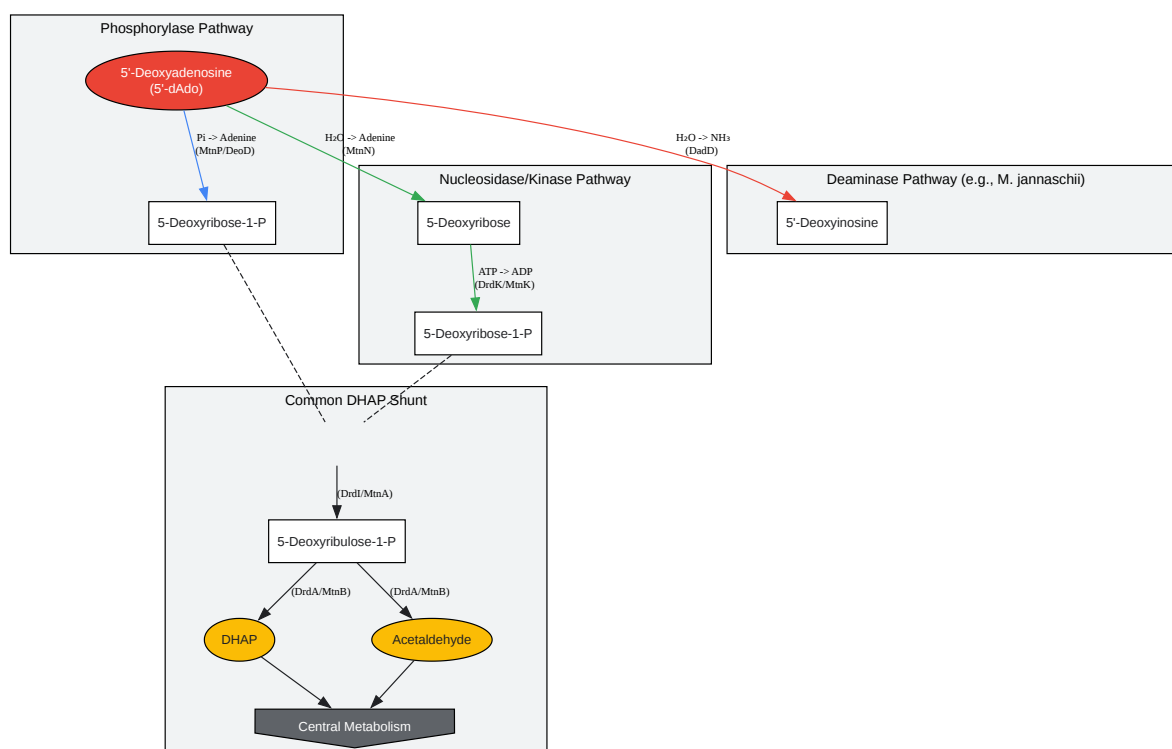 Phosphorylase Pathway
5'-Deoxyadenosine
(5'-dAdo)
Pi -> Adenine
(MtnP/DeoD)
H₂O -> Adenine
(MtnN)
H₂O -> NH₃
(DadD)
Nucleosidase/Kinase Pathway
Deaminase Pathway (e.g., M. jannaschii)
5-Deoxyribose-1-P
5-Deoxyribose
5'-Deoxyinosine
ATP -> ADP
(DrdK/MtnK)
5-Deoxyribose-1-P
Common DHAP Shunt
(DrdI/MtnA)
5-Deoxyribulose-1-P
(DrdA/MtnB)
(DrdA/MtnB)
DHAP
Acetaldehyde
Central Metabolism